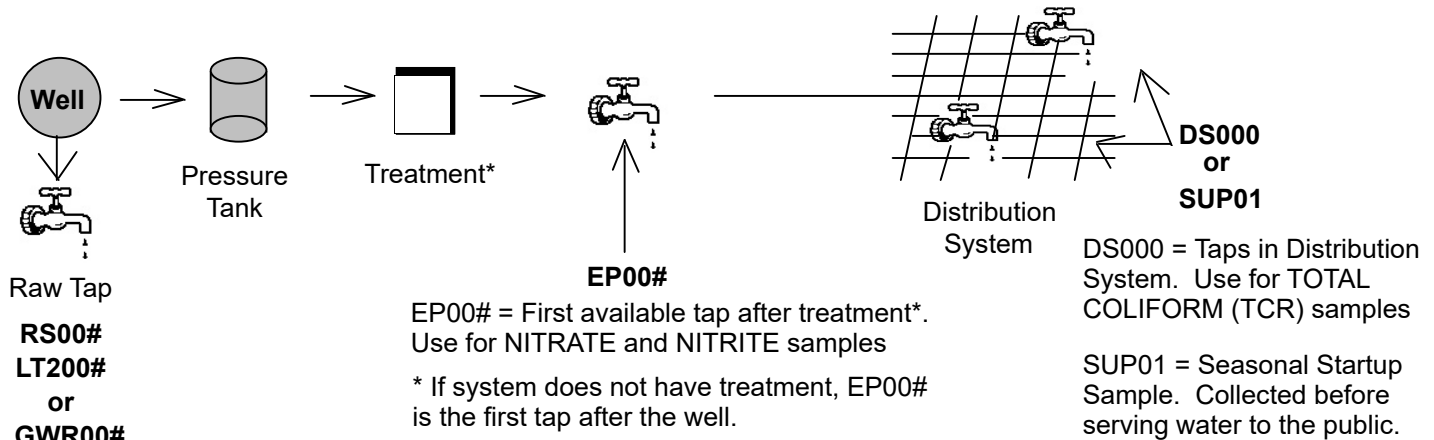 Well
Pressure
Tank
Treatment*
Raw Tap
RS00#
LT200#
or
GWR00#
EP00#
EP00# = First available tap after treatment*.
Use for NITRATE and NITRITE samples
* If system does not have treatment, EP00#
is the first tap after the well.
Distribution
System
DS000
or
SUP01
DS000 = Taps in Distribution
System. Use for TOTAL
COLIFORM (TCR) samples
SUP01 = Seasonal Startup
Sample. Collected before
serving water to the public.